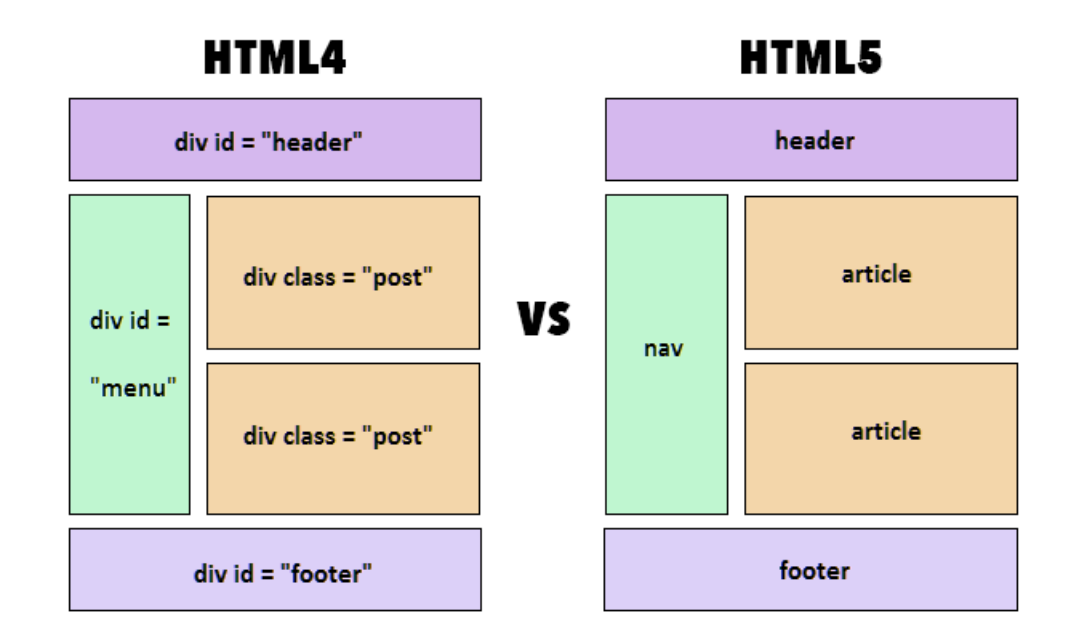 HTML4
div id = "header"
div id =
"menu"
div class = "post"
div class = "post"
div id = "footer"
VS
HTML5
header
nav
article
article
footer